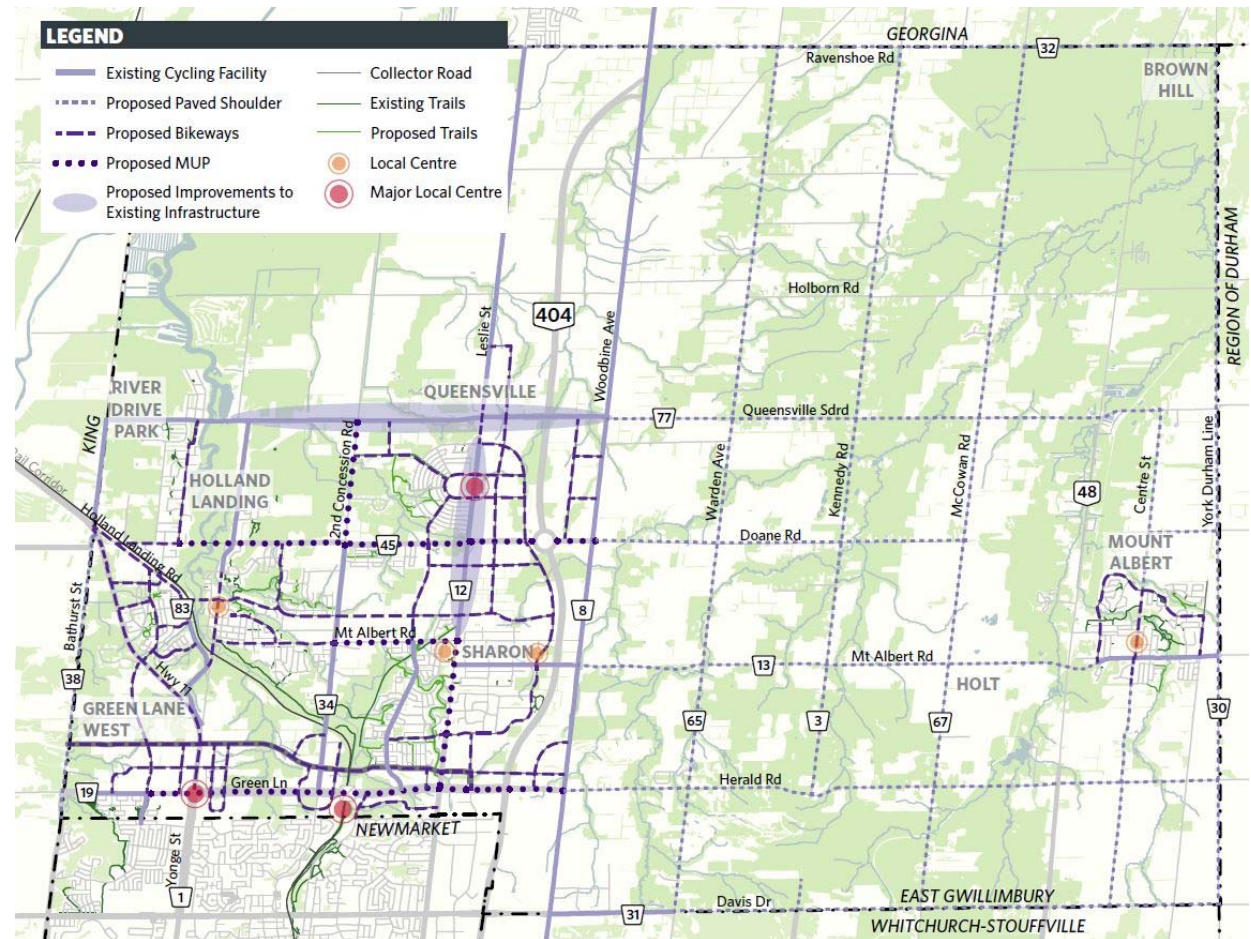 LEGEND
Existing Cycling Facility
Proposed Paved Shoulder
Proposed Bikeways
Proposed MUP
Proposed Improvements to
Existing Infrastructure
Collector Road
Existing Trails
Proposed Trails
Local Centre
Major Local Centre
GEORGINA
32
Ravenshoe Rd
BROWN
HILL
REGION OF DURHAM
Holborn Rd
404
Leslie St
Woodbine Ave
QUEENSVILLE
RIVER
DRIVE
PARK
KING
77
Queensville Sdrd
2nd Concession Rd
HOLLAND
LANDING
Rail Corridor
Holland Landing Rd
Warden Ave
Kennedy Rd
McCowan Rd
48
Centre St
York Durham Line
45
Doane Rd
MOUNT
ALBERT
Bathurst St
83
12
8
Mt Albert Rd
SHARON
13
Mt Albert Rd
HOLT
38
Hwy 11
GREEN LANE
WEST
34
65
3
67
30
19
Green Ln
Herald Rd
NEWMARKET
Yonge St
1
31
Davis Dr
EAST GWILLIMBURY
WHITCHURCH-STOUFFVILLE